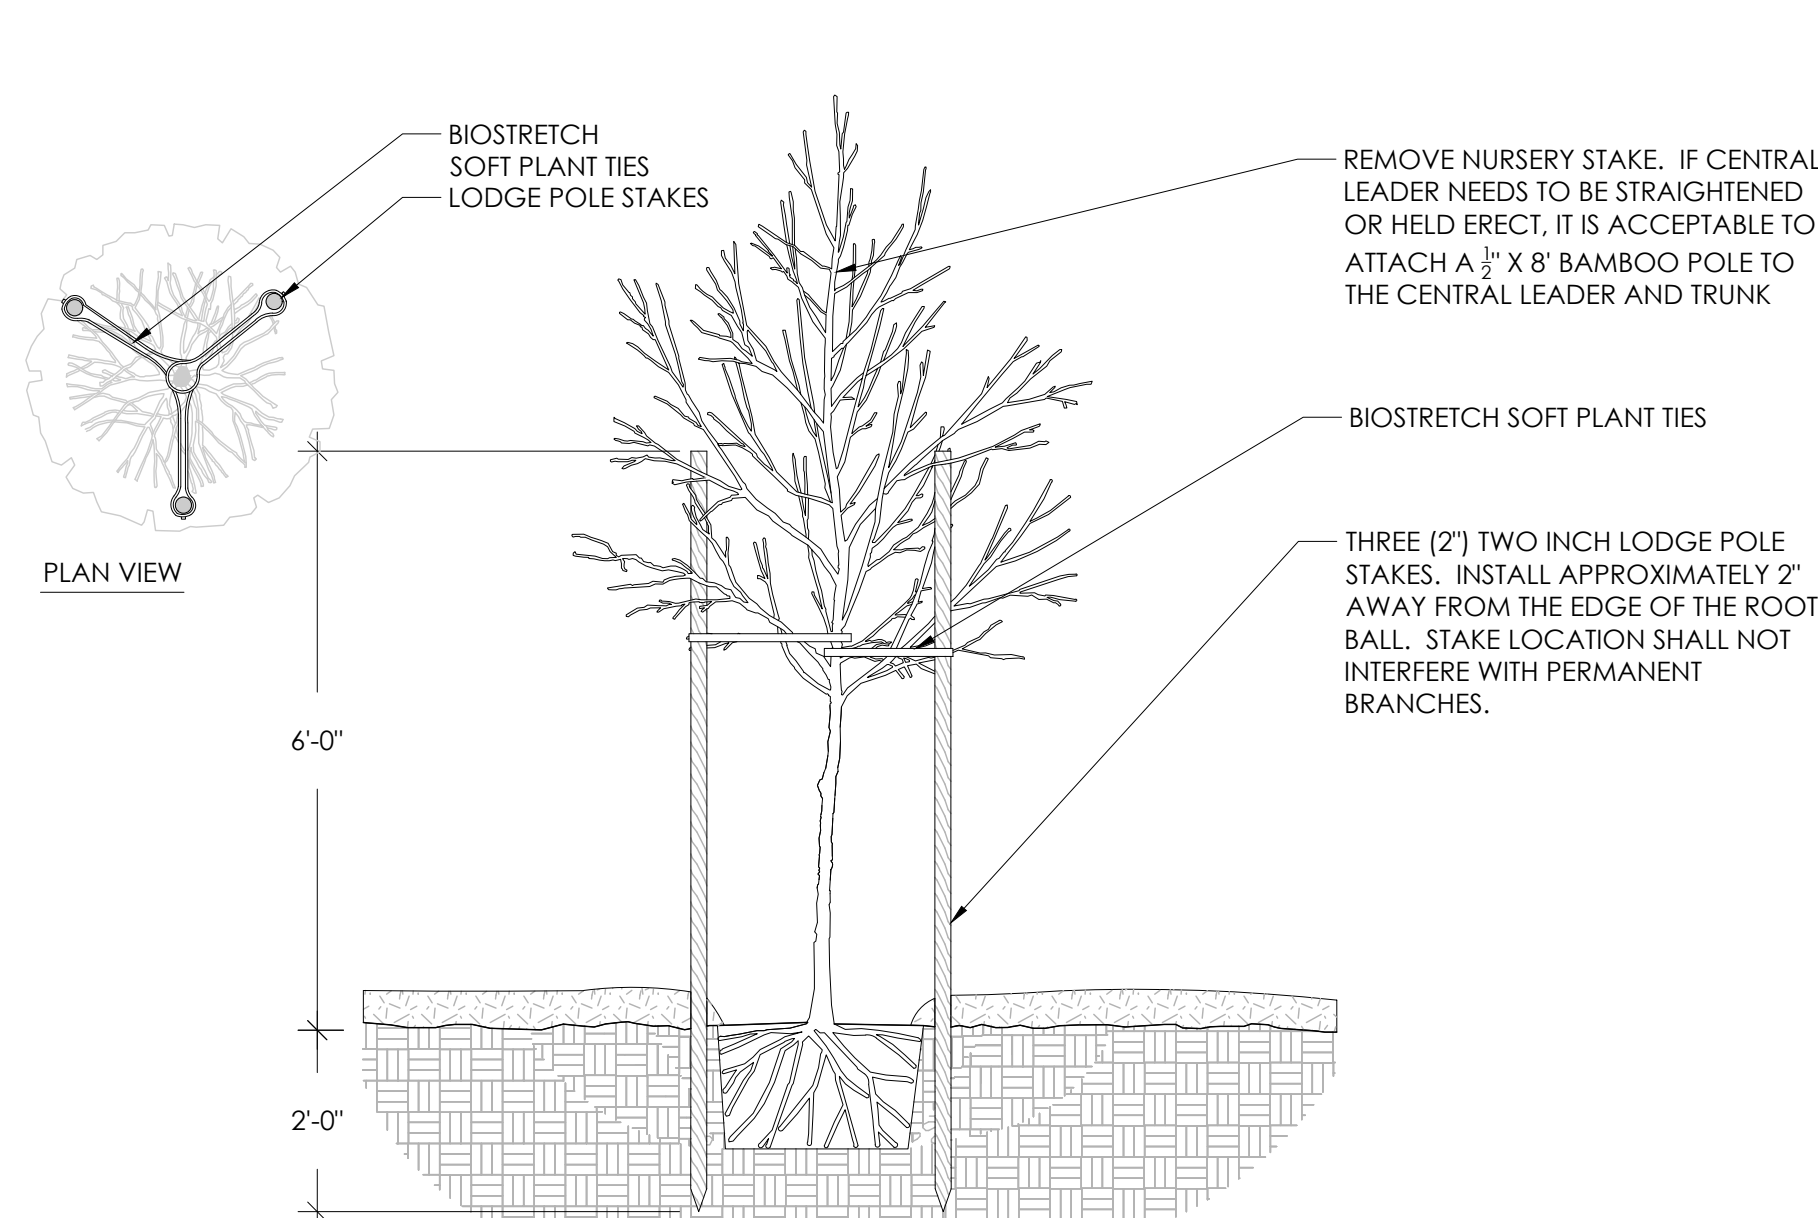 BIOSTRETCH
SOFT PLANT TIES
LODGE POLE STAKES
PLAN VIEW
REMOVE NURSERY STAKE. IF CENTRAL
LEADER NEEDS TO BE STRAIGHTENED
OR HELD ERECT, IT IS ACCEPTABLE TO
ATTACH A 1/2" X 8' BAMBOO POLE TO
THE CENTRAL LEADER AND TRUNK
BIOSTRETCH SOFT PLANT TIES
THREE (2") TWO INCH LODGE POLE
STAKES. INSTALL APPROXIMATELY 2"
AWAY FROM THE EDGE OF THE ROOT
BALL. STAKE LOCATION SHALL NOT
INTERFERE WITH PERMANENT
BRANCHES.
6'-0"
2'-0"